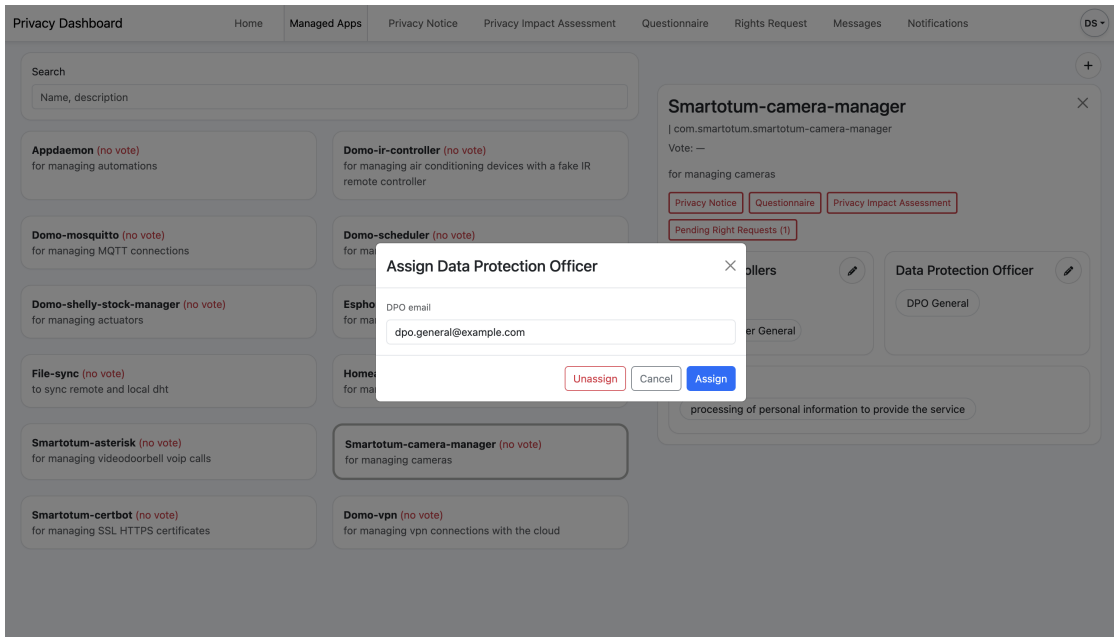 Privacy Dashboard
Home
Managed Apps
Privacy Notice
Privacy Impact Assessment
Questionnaire
Rights Request
Messages
Notifications
DS
Search
Name, description
Appdaemon (no vote)
for managing automations
Domo-ir-controller (no vote)
for managing air conditioning devices with a fake IR
remote controller
Domo-mosquitto (no vote)
for managing MQTT connections
Domo-scheduler (no vote)
for
Domo-shelly-stock-manager (no vote)
for managing actuators
for
File-sync (no vote)
to sync remote and local dht
for
Smartotum-asterisk (no vote)
for managing videodoorbell voip calls
Smartotum-camera-manager (no vote)
for managing cameras
Smartotum-certbot (no vote)
for managing SSL HTTPS certificates
Domo-vpn (no vote)
for managing vpn connections with the cloud
+
Smartotum-camera-manager
| com.smartotum.smartotum-camera-manager
Vote: —
for managing cameras
Privacy Notice
Questionnaire
Privacy Impact Assessment
Pending Right Requests (1)
General
Data Protection Officer
DPO General
processing of personal information to provide the service
Assign Data Protection Officer
DPO email
dpo.general@example.com
Unassign
Cancel
Assign